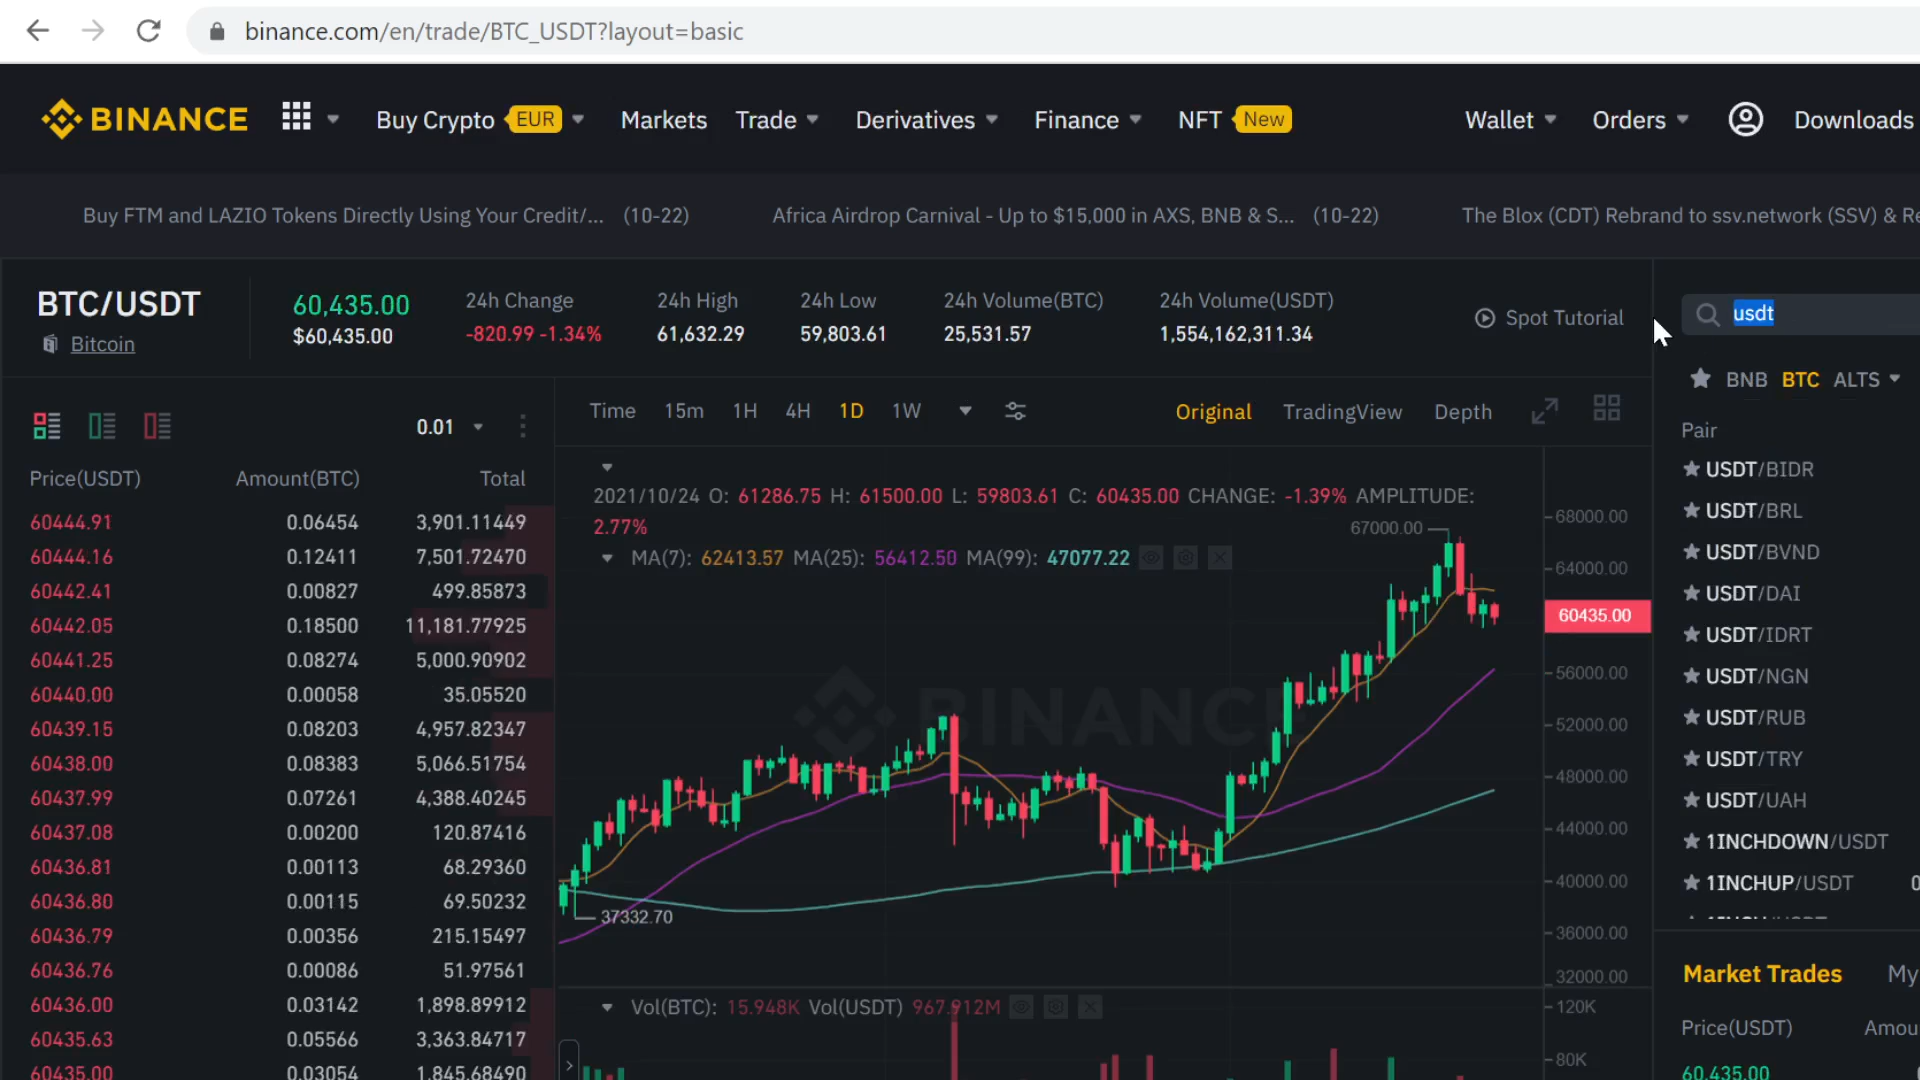 binance.com/en/trade/BTC_USDT?layout=basic
BINANCE
Buy Crypto EUR Markets Trade Derivatives Finance NFT New Wallet Orders Downloads
Buy FTM and LAZIO Tokens Directly Using Your Credit/... (10-22) Africa Airdrop Carnival - Up to $15,000 in AXS, BNB & S... (10-22) The Blox (CDT) Rebrand to ssv.network (SSV) & Re
BTC/USDT
Bitcoin
60,435.00
$60,435.00
24h Change
-820.99 -1.34%
24h High
61,632.29
24h Low
59,803.61
24h Volume(BTC)
25,531.57
24h Volume(USDT)
1,554,162,311.34
Spot Tutorial
0.01
Price(USDT) Amount(BTC) Total
60444.91 0.06454 3,901.11449
60444.16 0.12411 7,501.72470
60442.41 0.00827 499.85873
60442.05 0.18500 11,181.77925
60441.25 0.08274 5,000.90902
60440.00 0.00058 35.05520
60439.15 0.08203 4,957.82347
60438.00 0.08383 5,066.51754
60437.99 0.07261 4,388.40245
60437.08 0.00200 120.87416
60436.81 0.00113 68.29360
60436.80 0.00115 69.50232
60436.79 0.00356 215.15497
60436.76 0.00086 51.97561
60436.00 0.03142 1,898.89912
60435.63 0.05566 3,363.84717
60435.00 0.03054 1,845.68490
Time 15m 1H 4H 1D 1W Original TradingView Depth
2021/10/24 O: 61286.75 H: 61500.00 L: 59803.61 C: 60435.00 CHANGE: -1.39% AMPLITUDE:
2.77%
MA(7): 62413.57 MA(25): 56412.50 MA(99): 47077.22
67000.00
37332.70
BINANCE
68000.00
64000.00
60435.00
56000.00
52000.00
48000.00
44000.00
40000.00
36000.00
32000.00
Vol(BTC): 15.948K Vol(USDT) 967.912M
120K
80K
usdt
BNB BTC ALTS
Pair
USDT/BIDR
USDT/BRL
USDT/BVND
USDT/DAI
USDT/IDRT
USDT/NGN
USDT/RUB
USDT/TRY
USDT/UAH
1INCHDOWN/USDT
1INCHUP/USDT 0
Market Trades My
Price(USDT) Amou
60,435.00